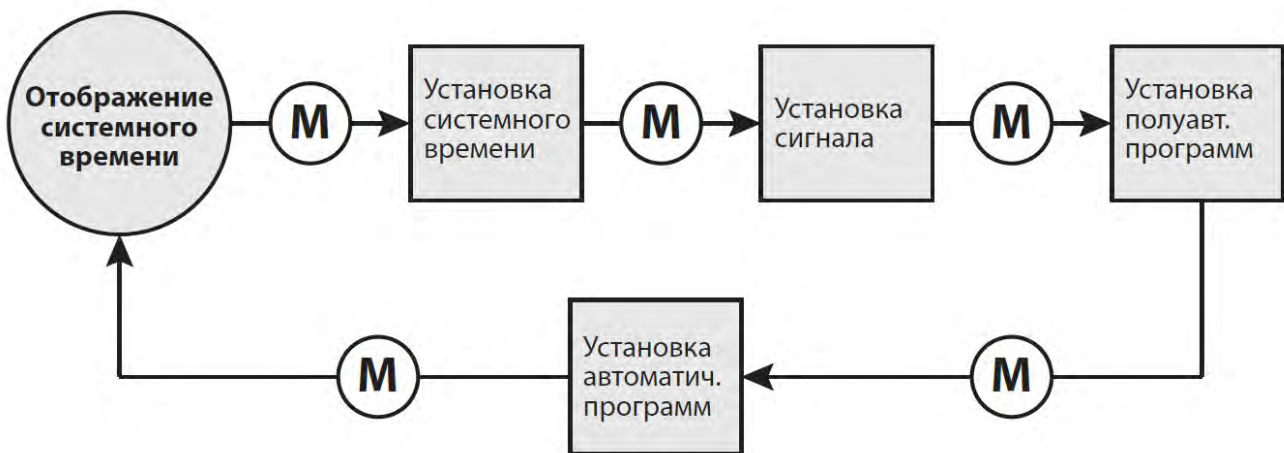 Отображение
системного
времени
М
Установка
системного
времени
М
Установка
сигнала
М
Установка
полуавт.
программ
М
Установка
автоматич.
программ
М